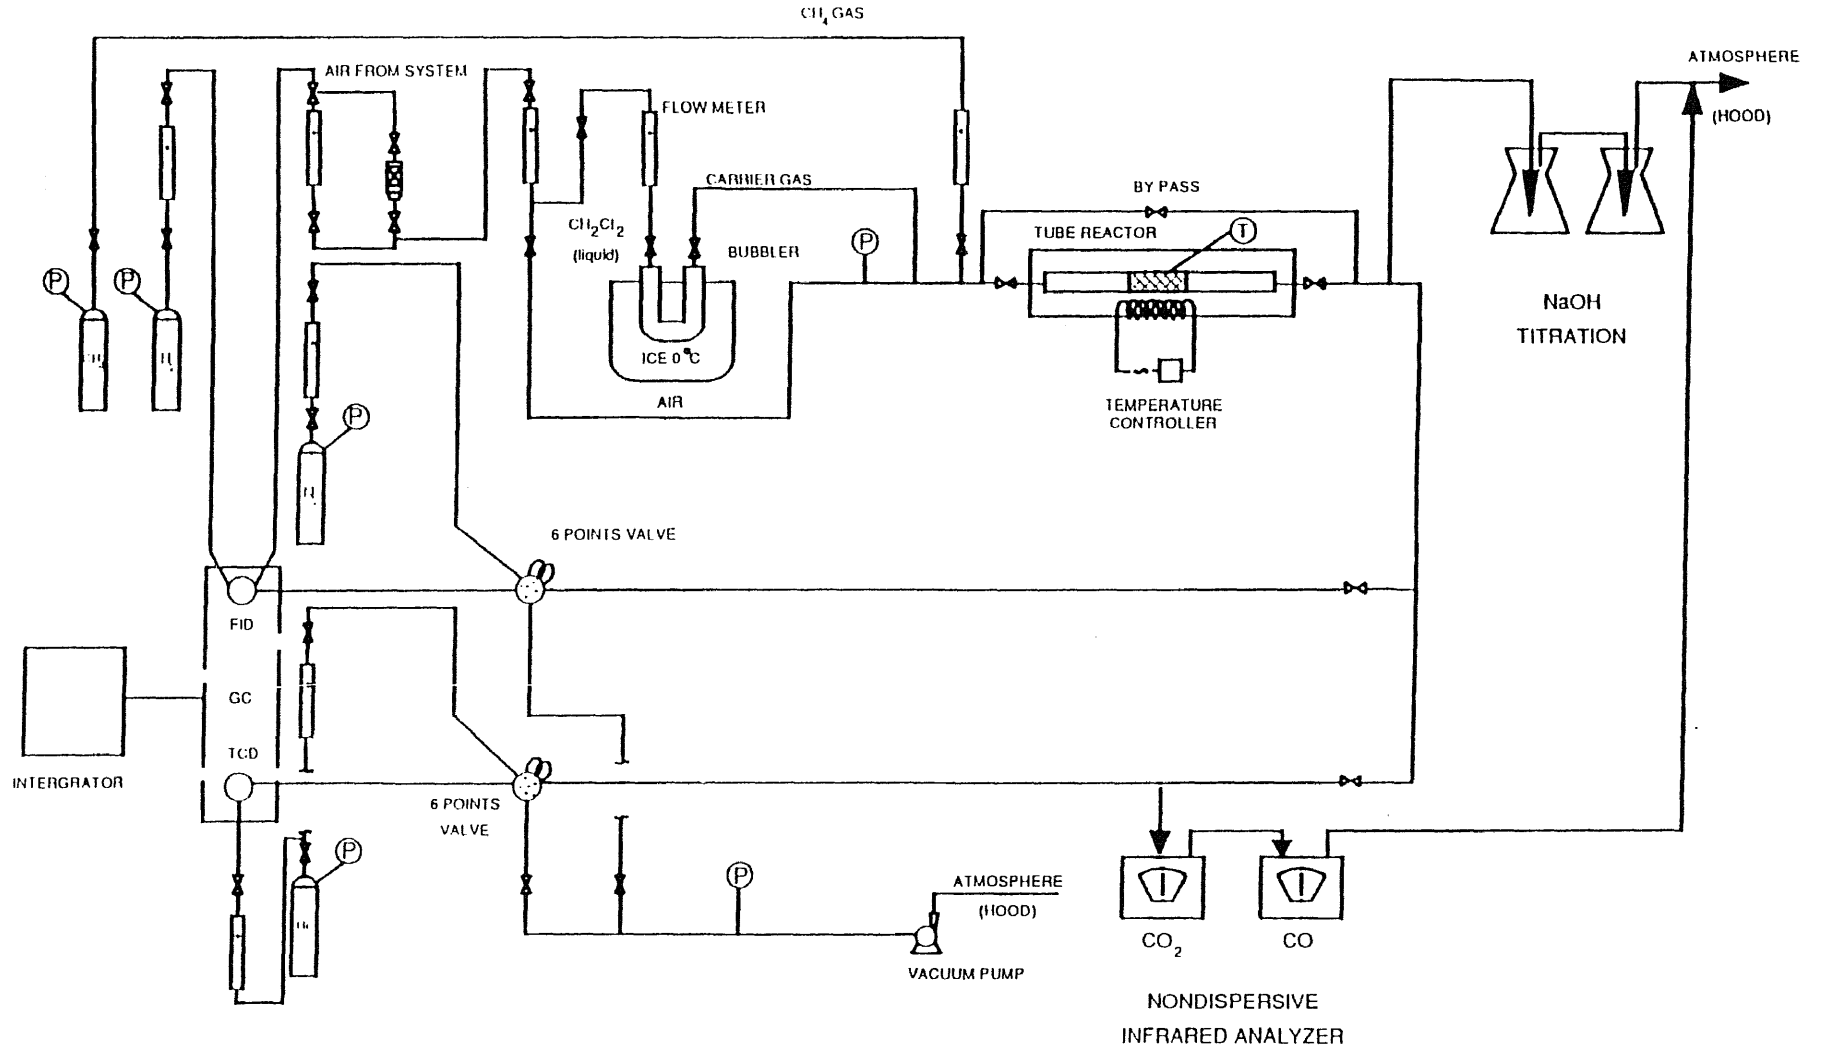 CH4 GAS
ATMOSPHERE
(HOOD)
AIR FROM SYSTEM
FLOW METER
CARRIER GAS
BY PASS
CH2Cl2
(liquid)
BUBBLER
P
TUBE REACTOR
T
P
P
ICE 0°C
NaOH
TITRATION
AIR
TEMPERATURE
CONTROLLER
P
6 POINTS VALVE
FID
GC
TCD
INTERGRATOR
6 POINTS
VALVE
P
P
ATMOSPHERE
(HOOD)
CO2
CO
VACUUM PUMP
NONDISPERSIVE
INFRARED ANALYZER